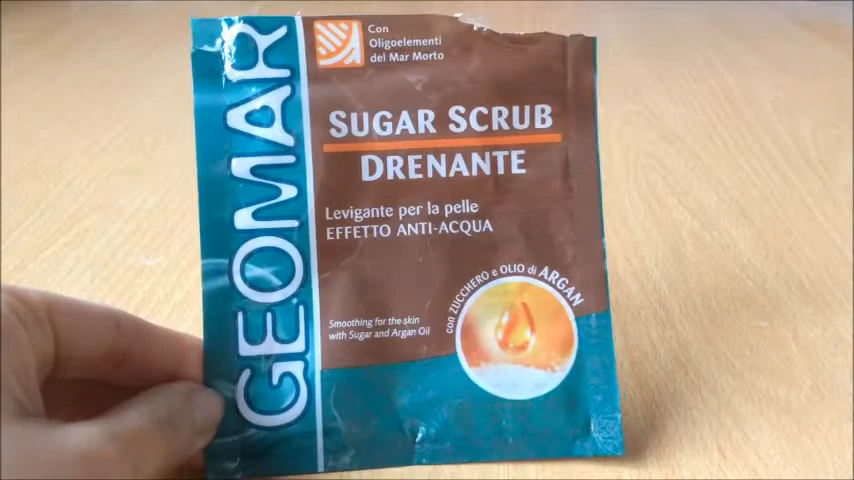 GEOMAR
Con
Oligoelementi
del Mar Morto
SUGAR SCRUB
DRENANTE
Levigante per la pelle
EFFETTO ANTI-ACQUA
con ZUCCHERO e OLIO di ARGAN
Smoothing for the skin
with Sugar and Argan Oil